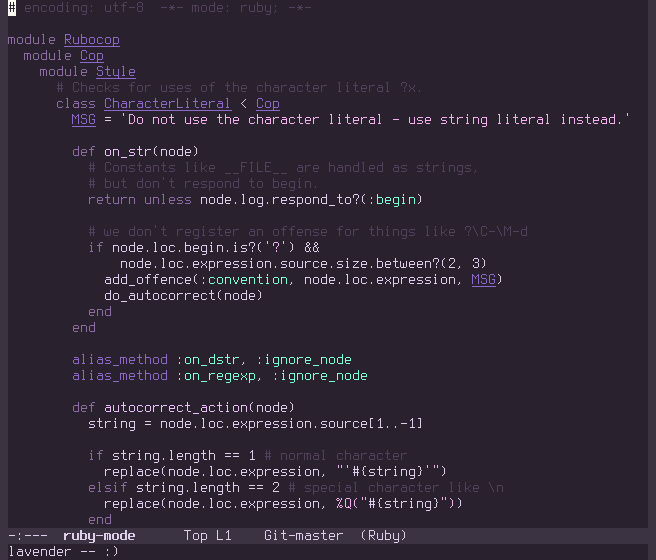 # encoding: utf-8  -*- mode: ruby; -*-

module Rubocop
  module Cop
    module Style
      # Checks for uses of the character literal ?x.
      class CharacterLiteral < Cop
        MSG = 'Do not use the character literal - use string literal instead.'

        def on_str(node)
          # Constants like __FILE__ are handled as strings,
          # but don't respond to begin.
          return unless node.log.respond_to?(:begin)

          # we don't register an offense for things like ?\C-\M-d
          if node.loc.begin.is?('?') &&
              node.loc.expression.source.size.between?(2, 3)
            add_offence(:convention, node.loc.expression, MSG)
            do_autocorrect(node)
          end
        end

        alias_method :on_dstr, :ignore_node
        alias_method :on_regexp, :ignore_node

        def autocorrect_action(node)
          string = node.loc.expression.source[1..-1]

          if string.length == 1 # normal character
            replace(node.loc.expression, "'#{string}'")
          elsif string.length == 2 # special character like \n
            replace(node.loc.expression, %Q("#{string}"))
          end
-:---  ruby-mode      Top L1    Git-master  (Ruby)
lavender -- :)